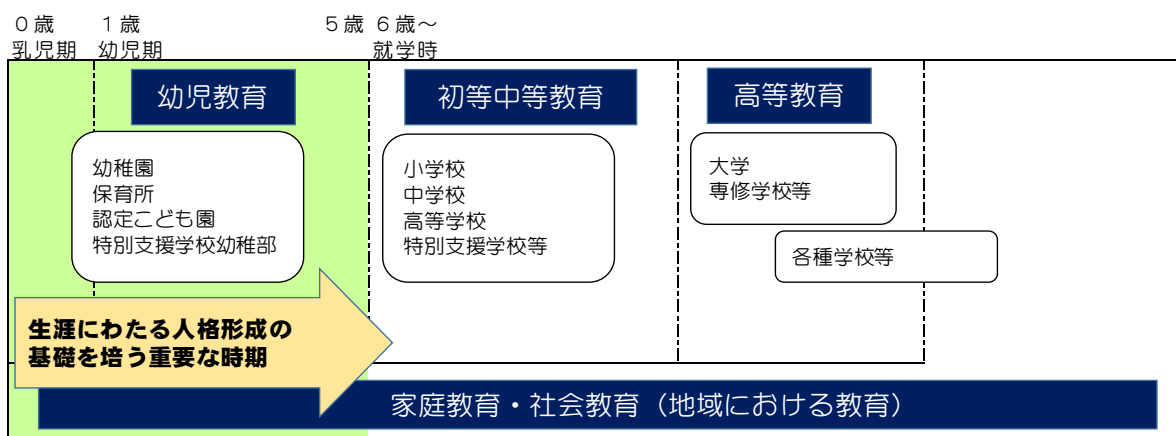 ０歳 １歳 ５歳 ６歳～
乳児期 幼児期 就学時
幼児教育
初等中等教育
高等教育
幼稚園
保育所
認定こども園
特別支援学校幼稚部
小学校
中学校
高等学校
特別支援学校等
大学
専修学校等
各種学校等
生涯にわたる人格形成の
基礎を培う重要な時期
家庭教育・社会教育（地域における教育）